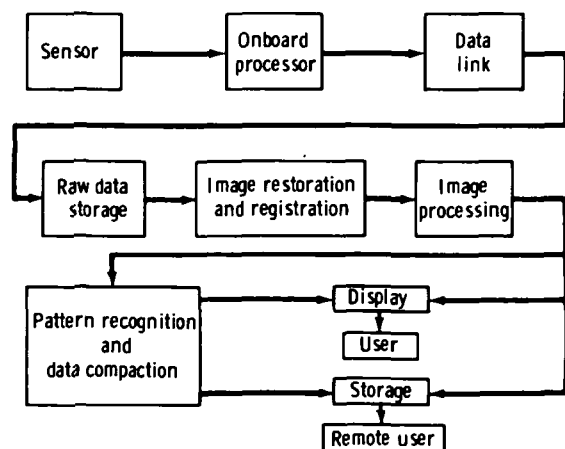 Sensor
Onboard
processor
Data
link
Raw data
storage
Image restoration
and registration
Image
processing
Pattern recognition
and
data compaction
Display
User
Storage
Remote user